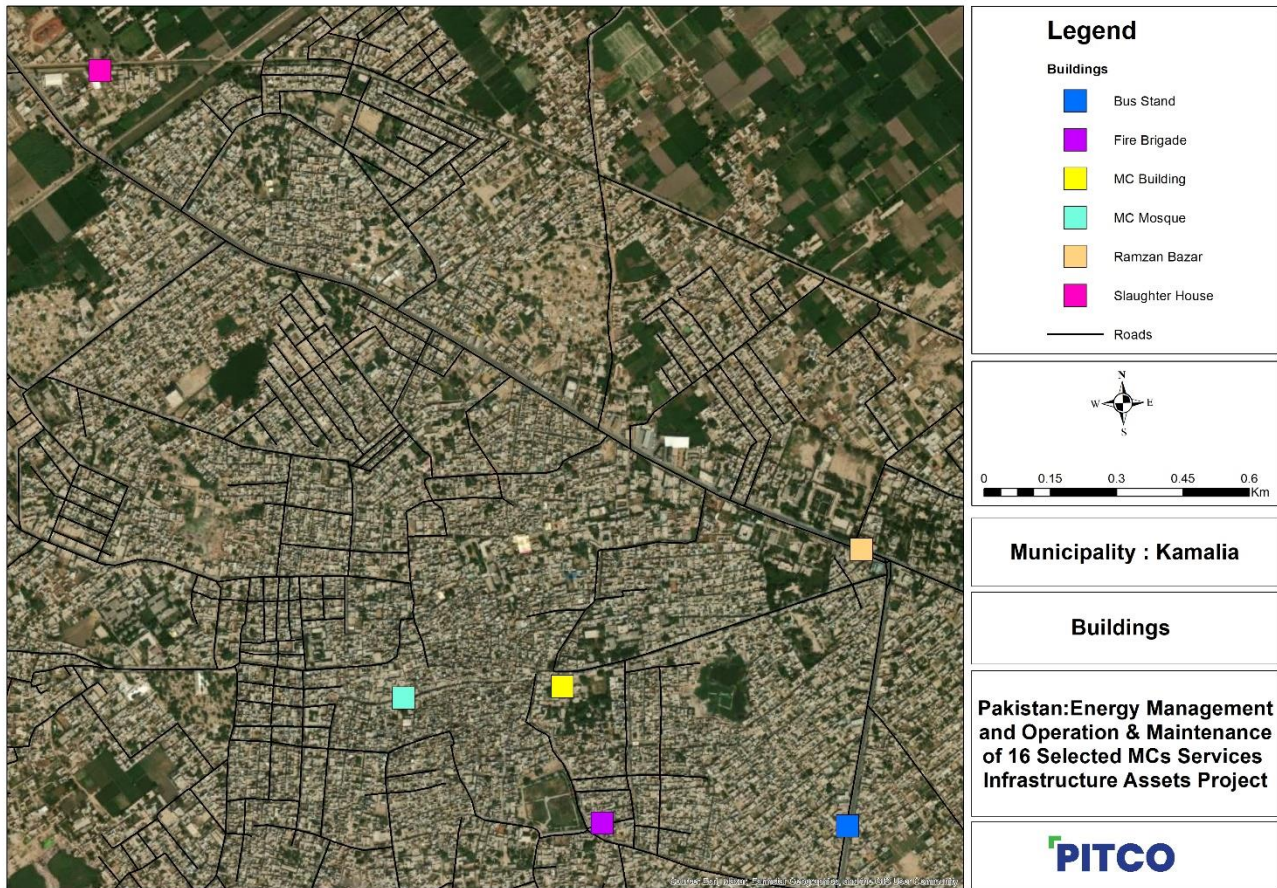 Legend
Buildings
Bus Stand
Fire Brigade
MC Building
MC Mosque
Ramzan Bazar
Slaughter House
Roads
N
W E
S
0 0.15 0.3 0.45 0.6
Km
Municipality : Kamalia
Buildings
Pakistan:Energy Management
and Operation & Maintenance
of 16 Selected MCs Services
Infrastructure Assets Project
PITCO